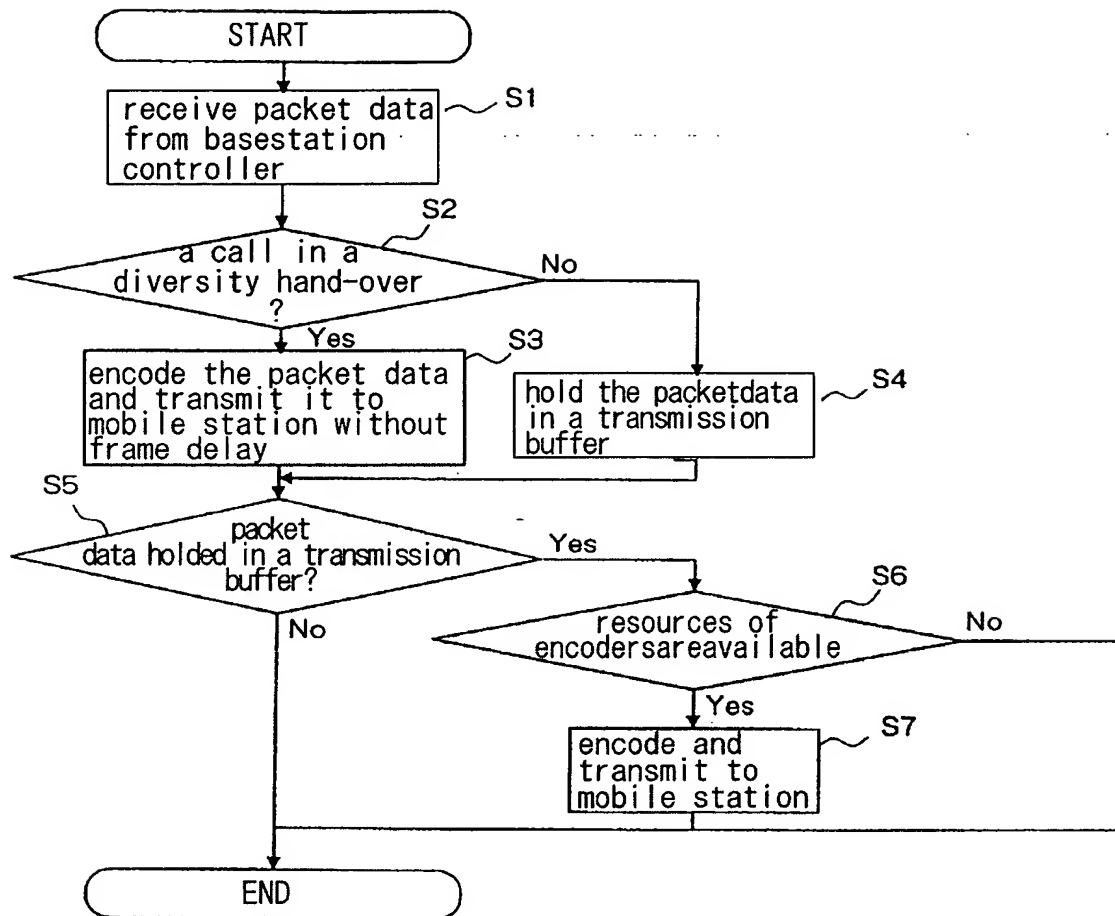 START
S1
receive packet data
from basestation
controller
S2
a call in a
diversity hand-over
?
No
Yes
S3
encode the packet data
and transmit it to
mobile station without
frame delay
S4
hold the packetdata
in a transmission
buffer
S5
packet
data holded in a transmission
buffer?
Yes
No
S6
resources of
encodersareavailable
No
Yes
S7
encode and
transmit to
mobile station
END